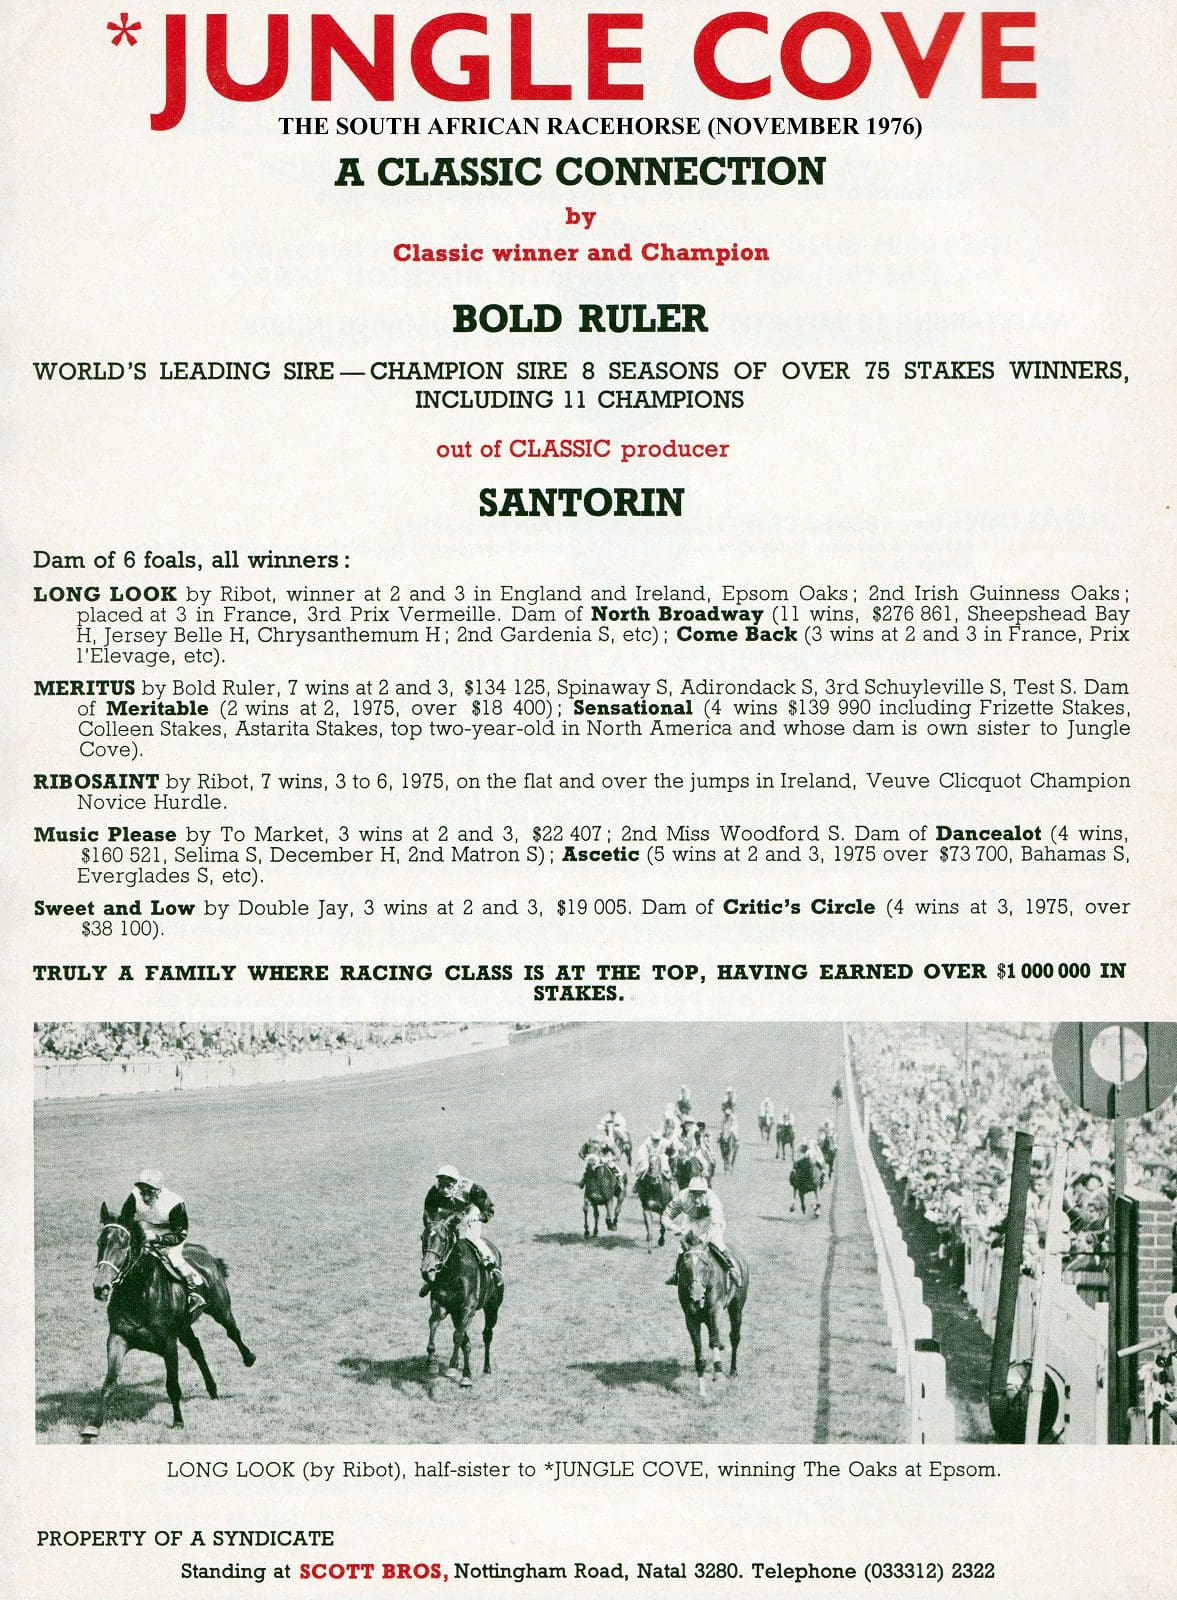 *JUNGLE COVE
THE SOUTH AFRICAN RACEHORSE (NOVEMBER 1976)
A CLASSIC CONNECTION
by
Classic winner and Champion
BOLD RULER
WORLD'S LEADING SIRE — CHAMPION SIRE 8 SEASONS OF OVER 75 STAKES WINNERS,
INCLUDING 11 CHAMPIONS
out of CLASSIC producer
SANTORIN
Dam of 6 foals, all winners:
LONG LOOK by Ribot, winner at 2 and 3 in England and Ireland, Epsom Oaks; 2nd Irish Guinness Oaks;
placed at 3 in France, 3rd Prix Vermeille. Dam of North Broadway (11 wins, $276 861, Sheepshead Bay
H, Jersey Belle H, Chrysanthemum H; 2nd Gardenia S, etc); Come Back (3 wins at 2 and 3 in France, Prix
l'Elevage, etc).
MERITUS by Bold Ruler, 7 wins at 2 and 3, $134 125, Spinaway S, Adirondack S, 3rd Schuyleville S, Test S. Dam
of Meritable (2 wins at 2, 1975, over $18 400); Sensational (4 wins $139 990 including Frizette Stakes,
Colleen Stakes, Astarita Stakes, top two-year-old in North America and whose dam is own sister to Jungle
Cove).
RIBOSAINT by Ribot, 7 wins, 3 to 6, 1975, on the flat and over the jumps in Ireland, Veuve Clicquot Champion
Novice Hurdle.
Music Please by To Market, 3 wins at 2 and 3, $22 407; 2nd Miss Woodford S. Dam of Dancealot (4 wins,
$160 521, Selima S, December H, 2nd Matron S); Ascetic (5 wins at 2 and 3, 1975 over $73 700, Bahamas S,
Everglades S, etc).
Sweet and Low by Double Jay, 3 wins at 2 and 3, $19 005. Dam of Critic's Circle (4 wins at 3, 1975, over
$38 100).
TRULY A FAMILY WHERE RACING CLASS IS AT THE TOP, HAVING EARNED OVER $1 000 000 IN
STAKES.
LONG LOOK (by Ribot), half-sister to *JUNGLE COVE, winning The Oaks at Epsom.
PROPERTY OF A SYNDICATE
Standing at SCOTT BROS, Nottingham Road, Natal 3280. Telephone (033312) 2322